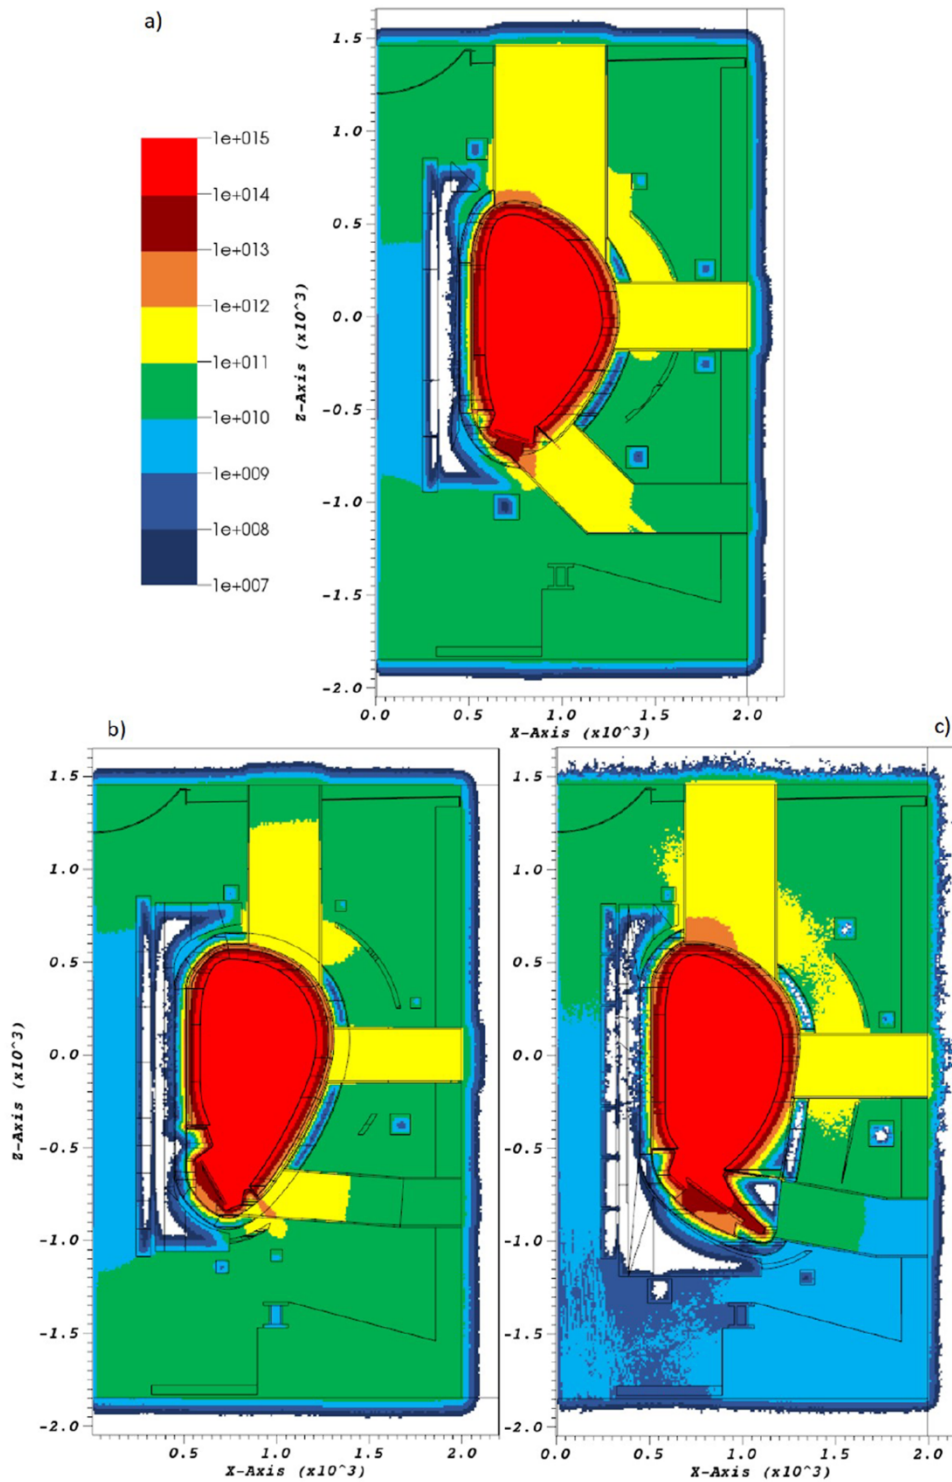 a)
1e+015
1e+014
1e+013
1e+012
1e+011
1e+010
1e+009
1e+008
1e+007
1.5
1.0
0.5
0.0
-0.5
-1.0
-1.5
-2.0
Z-Axis (x10^3)
0.0 0.5 1.0 1.5 2.0
X-Axis (x10^3)
b)
1.5
1.0
0.5
0.0
-0.5
-1.0
-1.5
-2.0
Z-Axis (x10^3)
0.5 1.0 1.5 2.0
X-Axis (x10^3)
c)
1.5
1.0
0.5
0.0
-0.5
-1.0
-1.5
-2.0
0.0 0.5 1.0 1.5 2.0
X-Axis (x10^3)